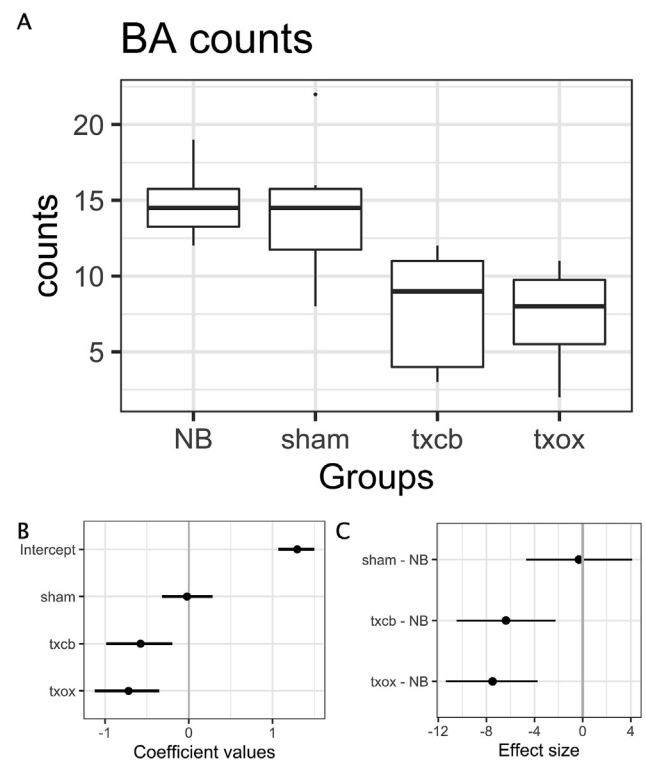 A
BA counts
counts
20
15
10
5
NB sham txcb txox
Groups
B
Intercept
sham
txcb
txox
-1 0 1
Coefficient values
C
sham - NB
txcb - NB
txox - NB
-12 -8 -4 0 4
Effect size